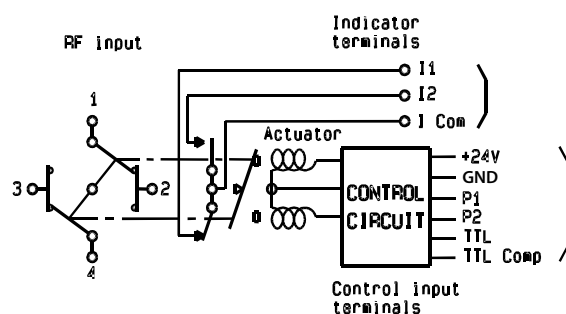 Indicator
terminals
RF input
I1
I2
I Com
1
Actuator
+24V
GND
3
2
CONTROL
CIRCUIT
P1
P2
TTL
TTL Comp
4
Control input
terminals